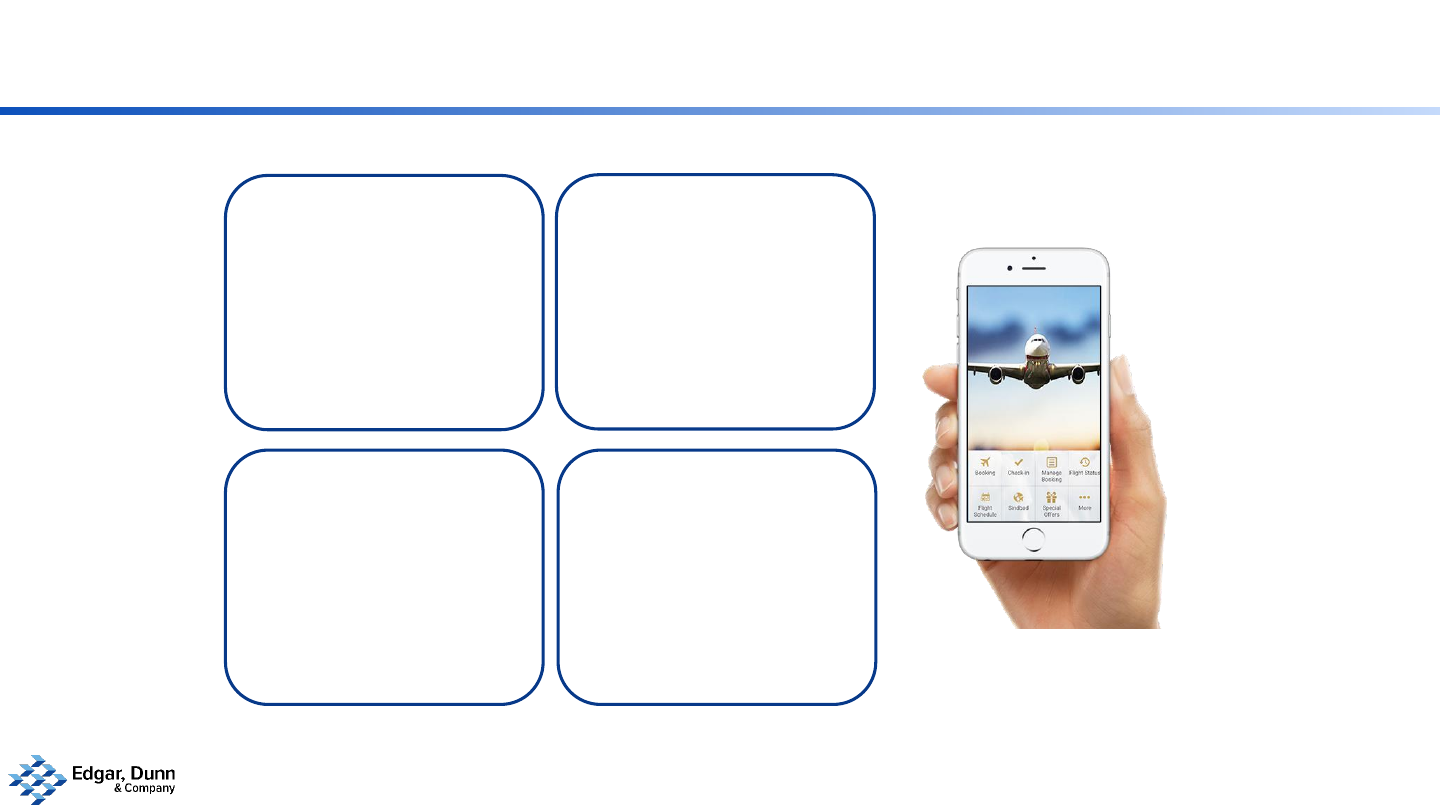 Booking Check-in Manage Booking Flight Status
Flight Schedule Sindbad Special Offers More
Edgar, Dunn
& Company